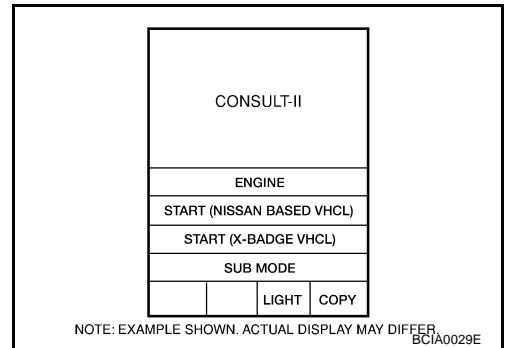 CONSULT-II
ENGINE
START (NISSAN BASED VHCL)
START (X-BADGE VHCL)
SUB MODE
LIGHT COPY
NOTE: EXAMPLE SHOWN. ACTUAL DISPLAY MAY DIFFER.
BCIA0029E